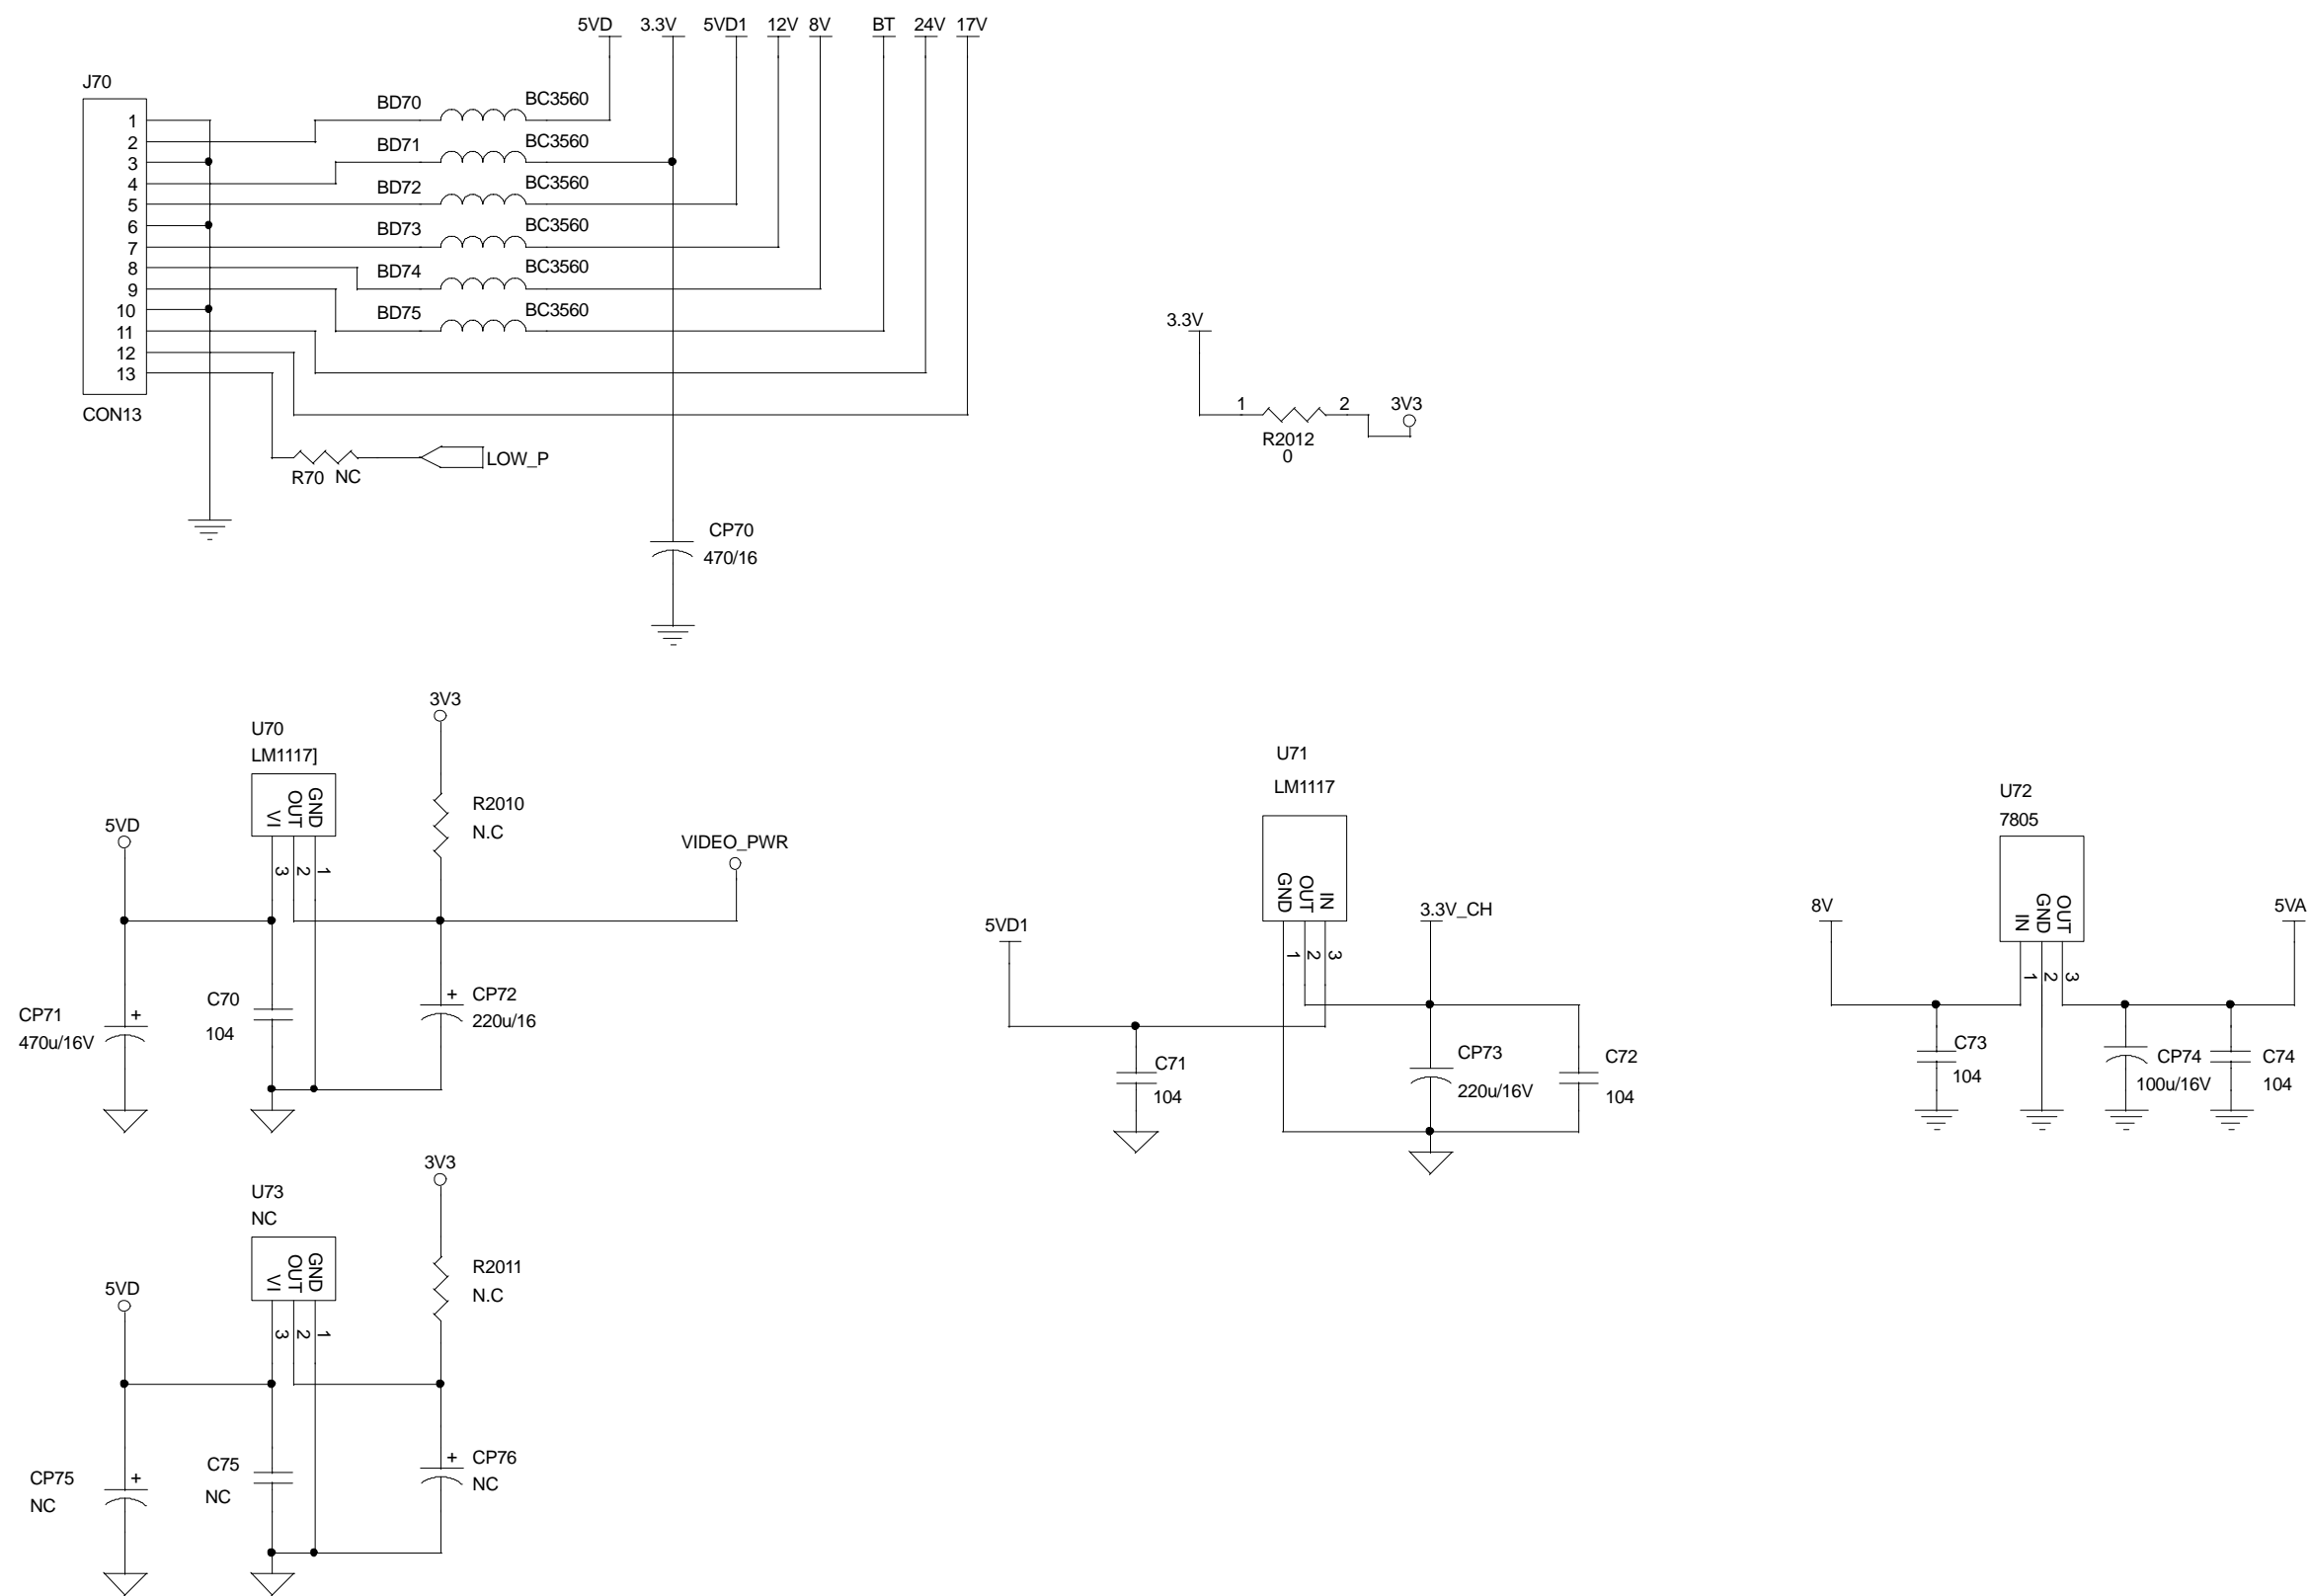 5VD 3.3V 5VD1 12V 8V BT 24V 17V
J70
1
2
3
4
5
6
7
8
9
10
11
12
13
CON13
BD70 BC3560
BD71 BC3560
BD72 BC3560
BD73 BC3560
BD74 BC3560
BD75 BC3560
R70 NC
LOW_P
CP70
470/16
3.3V
1 2 3V3
R2012
0
3V3
U70
LM1117]
VI OUT GND
3 2 1
5VD
R2010
N.C
VIDEO_PWR
CP71 +
470u/16V
C70
104
+ CP72
220u/16
U71
LM1117
GND OUT IN
1 2 3
5VD1
3.3V_CH
C71
104
CP73
220u/16V
C72
104
U72
7805
IN GND OUT
1 2 3
8V
5VA
C73
104
CP74
100u/16V
C74
104
3V3
U73
NC
VI OUT GND
3 2 1
5VD
R2011
N.C
CP75 +
NC
C75
NC
+ CP76
NC